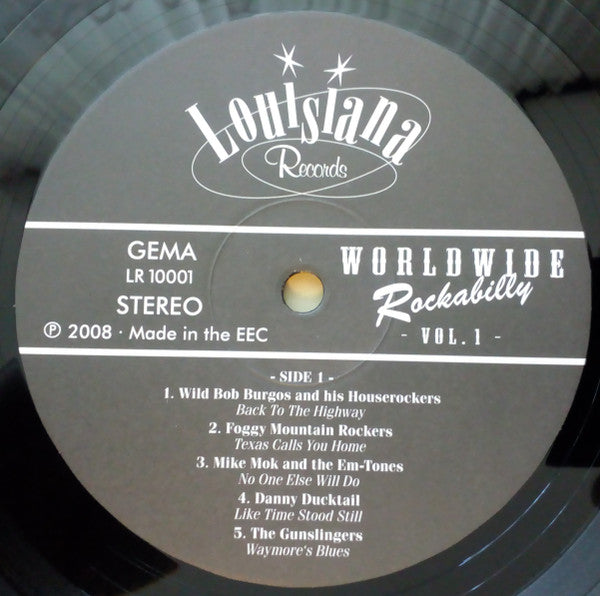 Louisiana
Records
GEMA
LR 10001
STEREO
℗ 2008 · Made in the EEC
WORLDWIDE
Rockabilly
- VOL. 1 -
- SIDE 1 -
1. Wild Bob Burgos and his Houserockers
Back To The Highway
2. Foggy Mountain Rockers
Texas Calls You Home
3. Mike Mok and the Em-Tones
No One Else Will Do
4. Danny Ducktail
Like Time Stood Still
5. The Gunslingers
Waymore's Blues